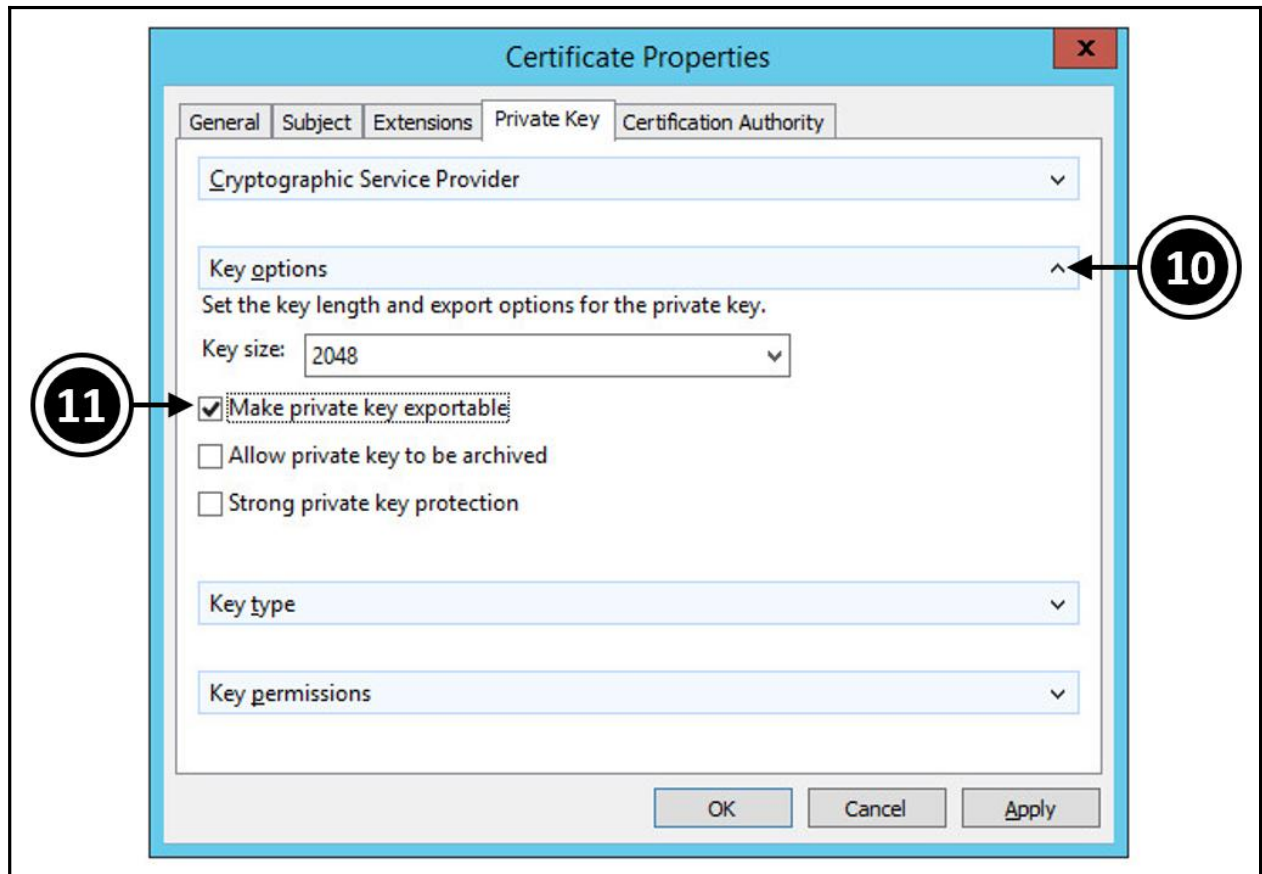 Certificate Properties
x
General Subject Extensions Private Key Certification Authority
Cryptographic Service Provider
Key options
10
Set the key length and export options for the private key.
Key size: 2048
11
Make private key exportable
Allow private key to be archived
Strong private key protection
Key type
Key permissions
OK Cancel Apply